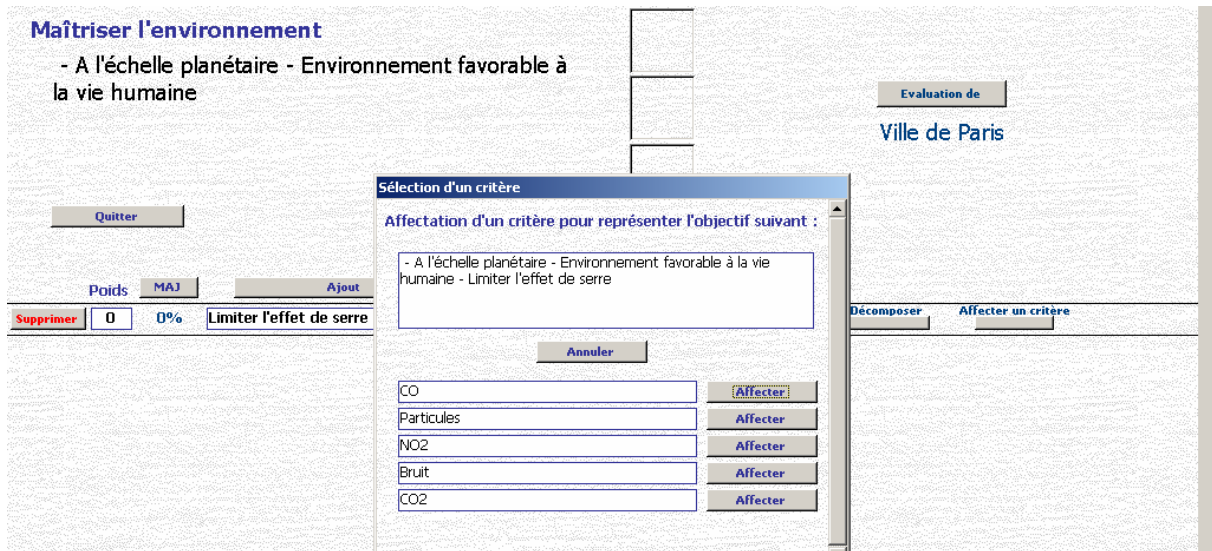 Maîtriser l'environnement
- A l'échelle planétaire - Environnement favorable à
la vie humaine
Evaluation de
Ville de Paris
Quitter
Sélection d'un critère
Affectation d'un critère pour représenter l'objectif suivant :
- A l'échelle planétaire - Environnement favorable à la vie
humaine - Limiter l'effet de serre
Poids MAJ Ajout
Supprimer 0 0% Limiter l'effet de serre Décomposer Affecter un critère
Annuler
CO Affecter
Particules Affecter
NO2 Affecter
Bruit Affecter
CO2 Affecter